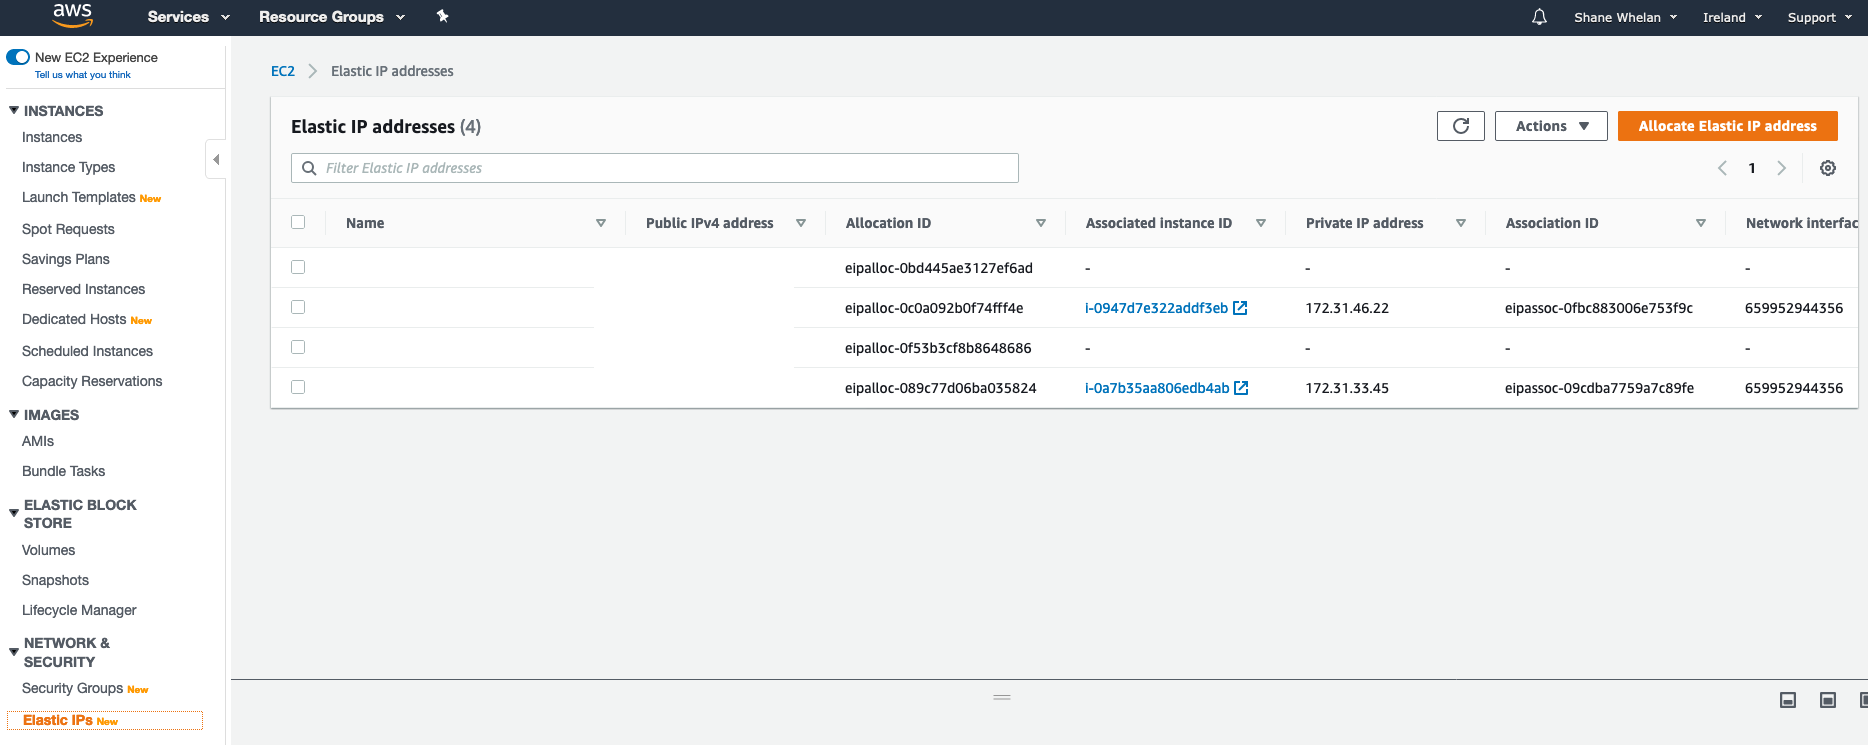 aws Services Resource Groups Shane Whelan Ireland Support
New EC2 Experience
Tell us what you think
INSTANCES
Instances
Instance Types
Launch Templates New
Spot Requests
Savings Plans
Reserved Instances
Dedicated Hosts New
Scheduled Instances
Capacity Reservations
IMAGES
AMIs
Bundle Tasks
ELASTIC BLOCK
STORE
Volumes
Snapshots
Lifecycle Manager
NETWORK &
SECURITY
Security Groups New
Elastic IPs New
EC2 Elastic IP addresses
Elastic IP addresses (4) Actions Allocate Elastic IP address
Filter Elastic IP addresses 1
Name Public IPv4 address Allocation ID Associated instance ID Private IP address Association ID Network interfac
eipalloc-0bd445ae3127ef6ad - - - -
eipalloc-0c0a092b0f74fff4e i-0947d7e322addf3eb 172.31.46.22 eipassoc-0fbc883006e753f9c 659952944356
eipalloc-0f53b3cf8b8648686 - - - -
eipalloc-089c77d06ba035824 i-0a7b35aa806edb4ab 172.31.33.45 eipassoc-09cdba7759a7c89fe 659952944356